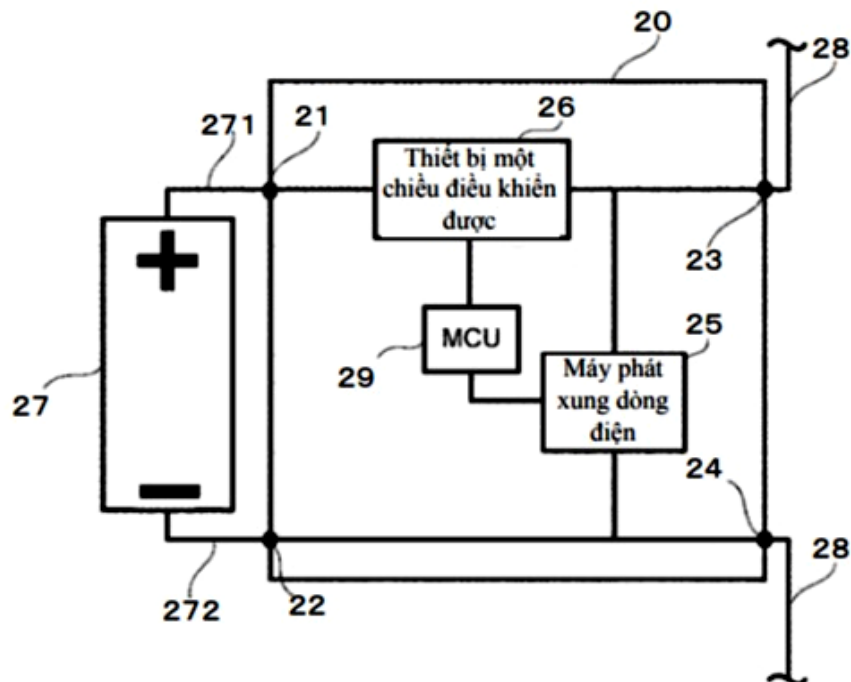 20
28
26
21
271
Thiết bị một
chiều điều khiển
được
23
25
MCU
29
Máy phát
xung dòng
điện
27
24
28
272
22